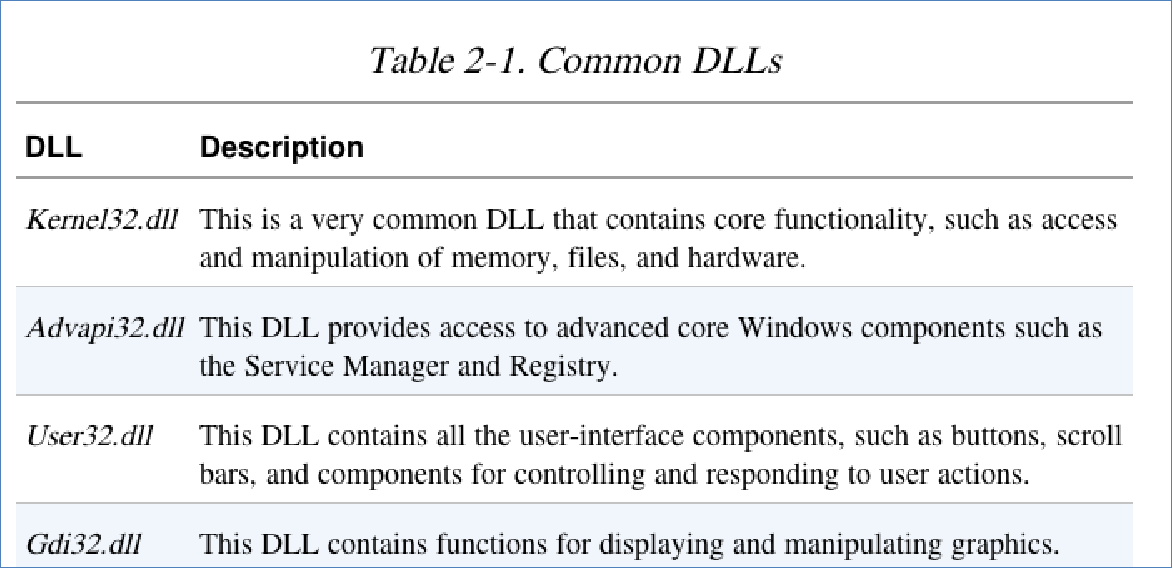 Table 2-1. Common DLLs
DLL Description
Kernel32.dll This is a very common DLL that contains core functionality, such as access
and manipulation of memory, files, and hardware.
Advapi32.dll This DLL provides access to advanced core Windows components such as
the Service Manager and Registry.
User32.dll This DLL contains all the user-interface components, such as buttons, scroll
bars, and components for controlling and responding to user actions.
Gdi32.dll This DLL contains functions for displaying and manipulating graphics.